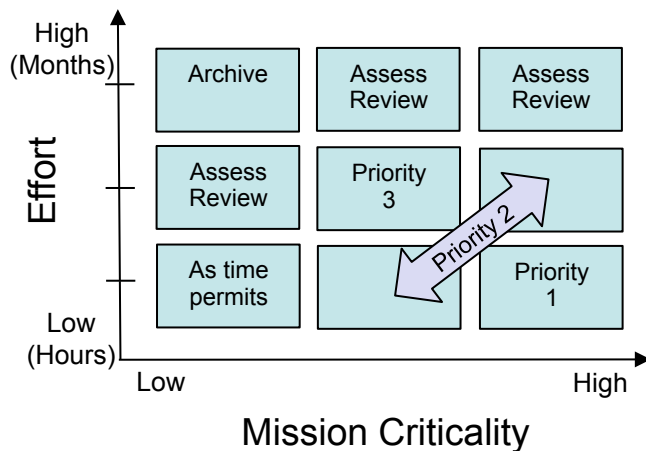 High
(Months)
Archive
Assess
Review
Assess
Review
Effort
Assess
Review
Priority
3
Priority 2
As time
permits
Priority
1
Low
(Hours)
Low
High
Mission Criticality